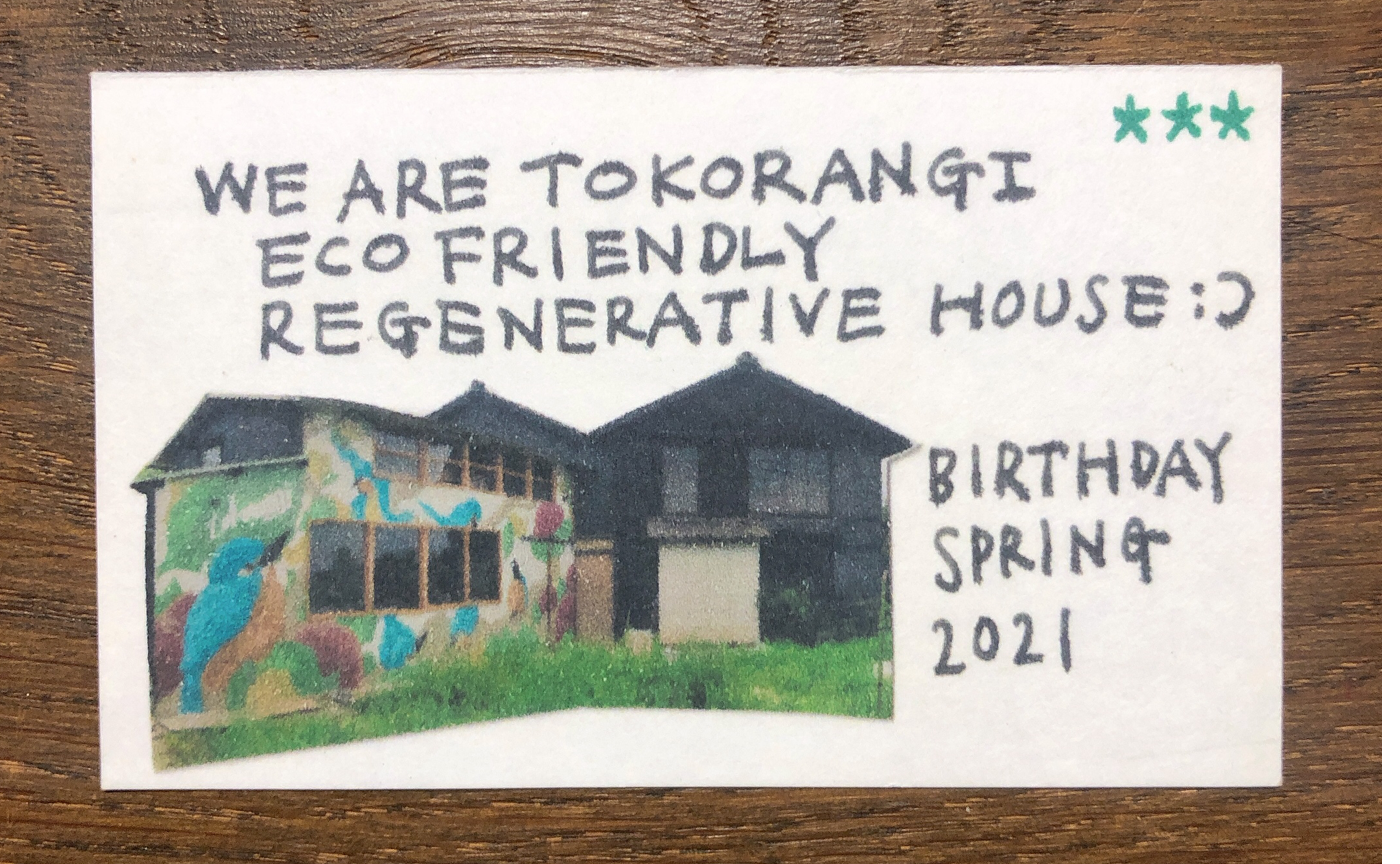 ***
WE ARE TOKORANGI
ECO FRIENDLY
REGENERATIVE HOUSE :)
BIRTHDAY
SPRING
2021